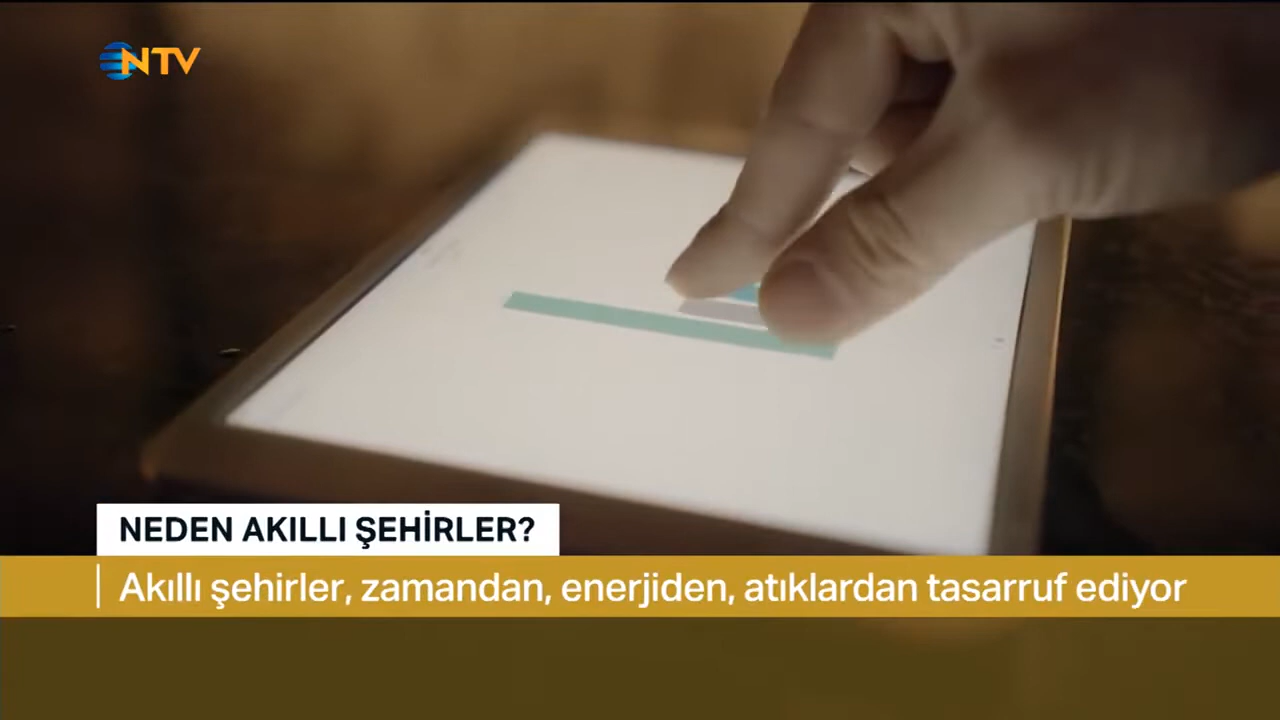 NTV
NEDEN AKILLI ŞEHİRLER?
Akıllı şehirler, zamandan, enerjiden, atıklardan tasarruf ediyor